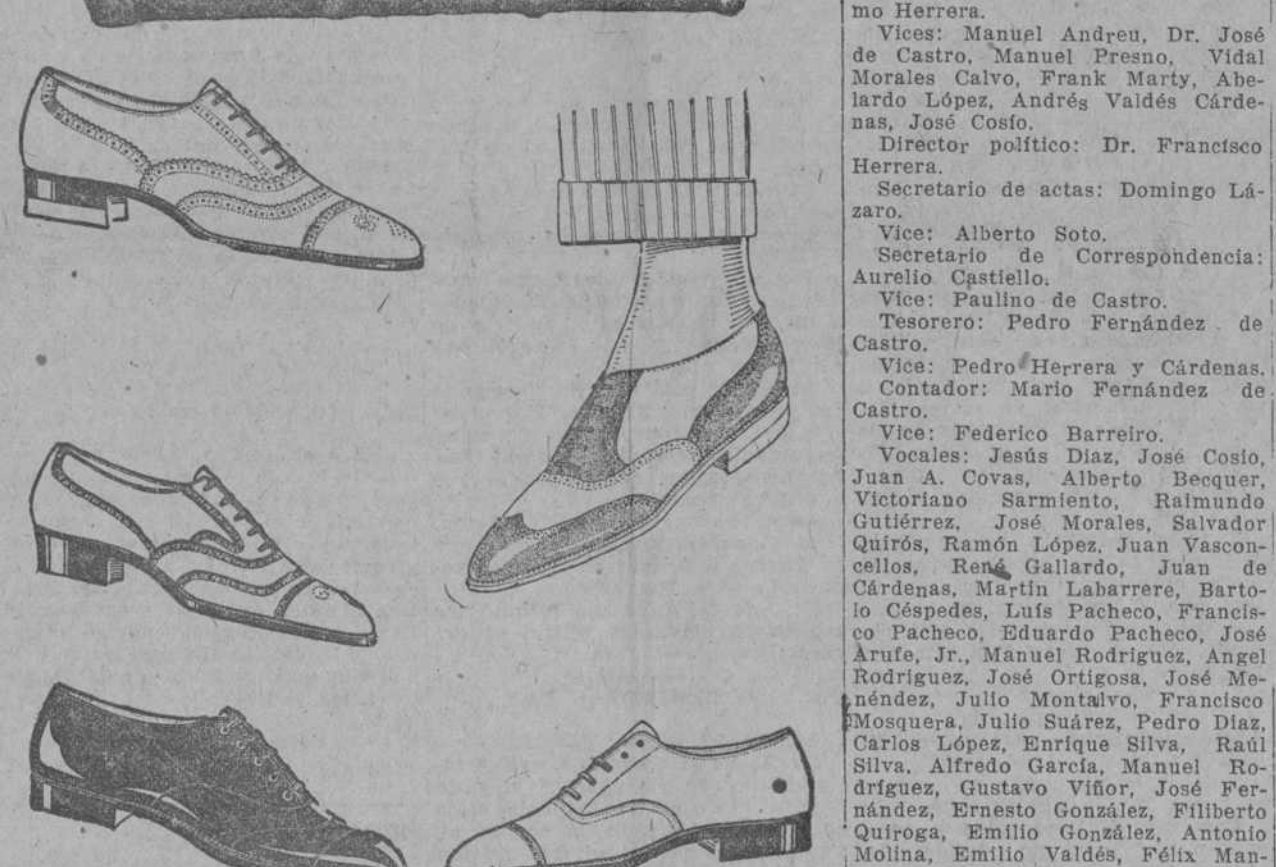 mo Herrera.
Vices: Manuel Andreu, Dr. José
de Castro, Manuel Presno, Vidal
Morales Calvo, Frank Marty, Abe-
lardo López, Andrés Valdés Cárde-
nas, José Cosío.
Director político: Dr. Francisco
Herrera.
Secretario de actas: Domingo Lá-
zaro.
Vice: Alberto Soto.
Secretario de Correspondencia:
Aurelio Castiello.
Vice: Paulino de Castro.
Tesorero: Pedro Fernández de
Castro.
Vice: Pedro Herrera y Cárdenas.
Contador: Mario Fernández de
Castro.
Vice: Federico Barreiro.
Vocales: Jesús Diaz, José Cosio,
Juan A. Covas, Alberto Becquer,
Victoriano Sarmiento, Raimundo
Gutiérrez, José Morales, Salvador
Quirós, Ramón López, Juan Vascon-
cellos, René Gallardo, Juan de
Cárdenas, Martín Labarrere, Barto-
lo Céspedes, Luís Pacheco, Francis-
co Pacheco, Eduardo Pacheco, José
Arufe, Jr., Manuel Rodriguez, Angel
Rodriguez, José Ortigosa, José Me-
néndez, Julio Montalvo, Francisco
Mosquera, Julio Suárez, Pedro Diaz,
Carlos López, Enrique Silva, Raúl
Silva, Alfredo García, Manuel Ro-
dríguez, Gustavo Viñor, José Fer-
nández, Ernesto González, Filiberto
Quiroga, Emilio González, Antonio
Molina, Emilio Valdés, Félix Man-